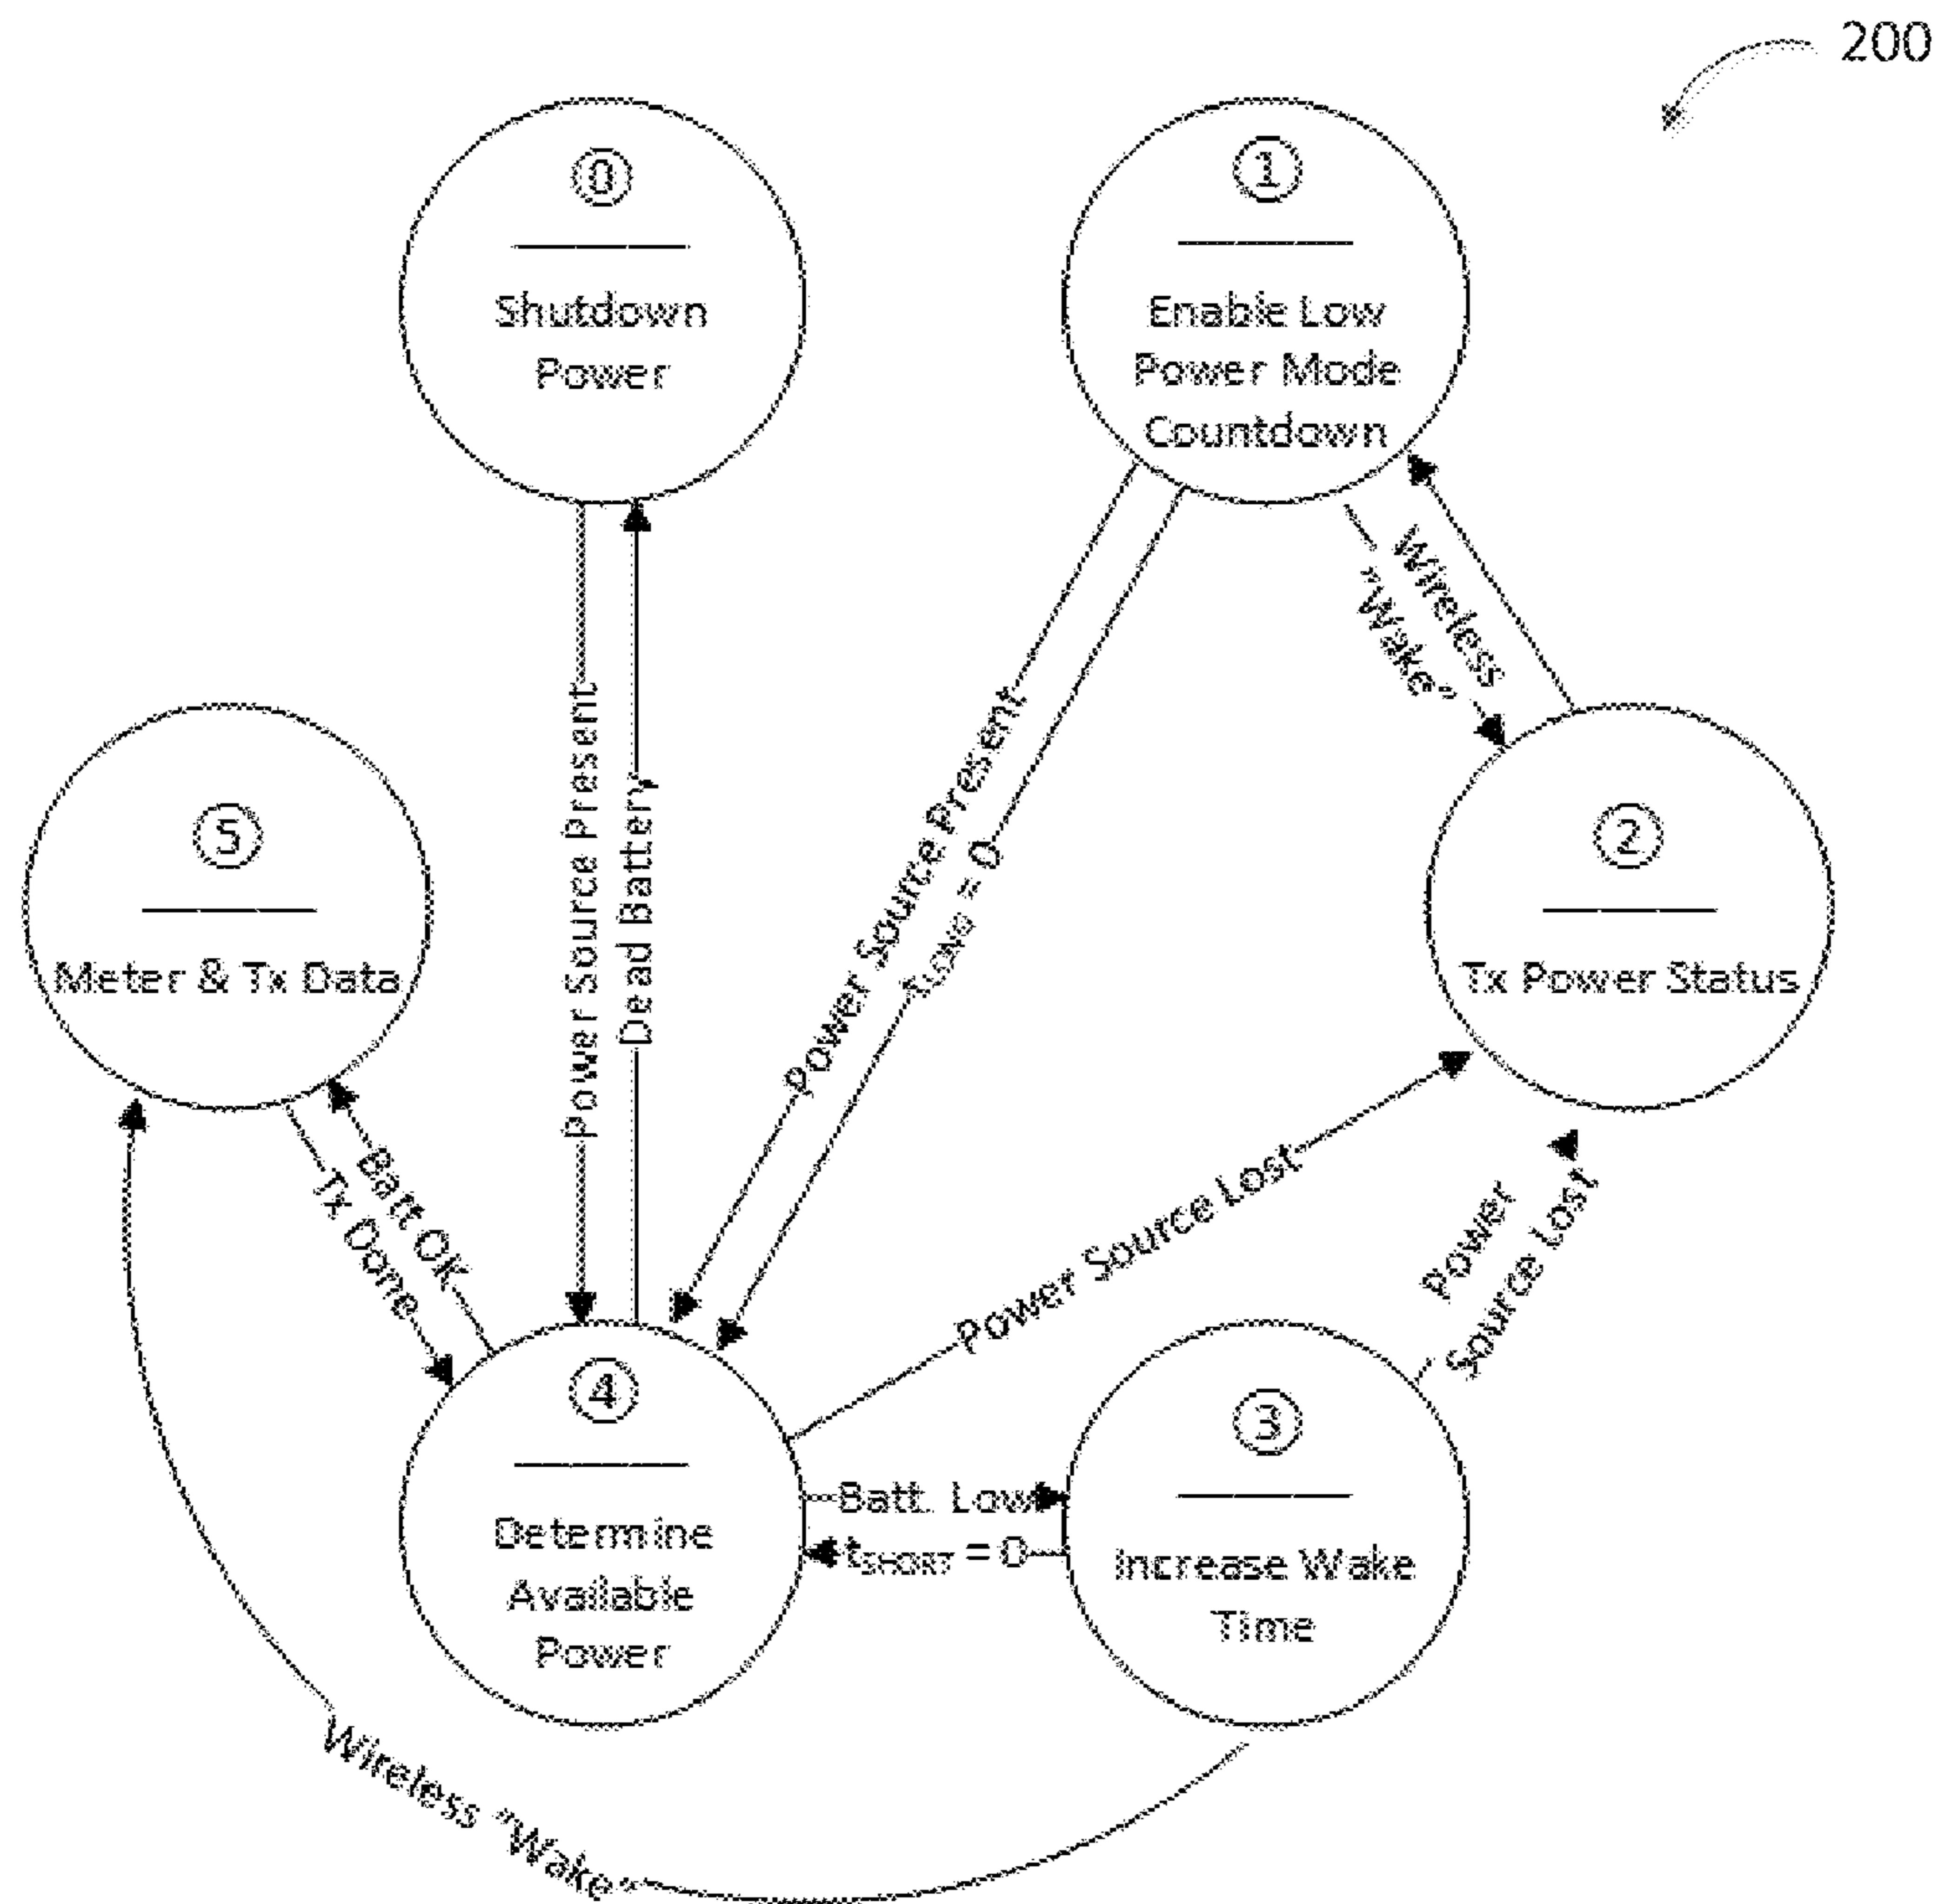 200
0
Shutdown
Power
1
Enable Low
Power Mode
Countdown
Wireless
"Wake"
Power Source Present
Dead Battery
Power Source Present
tLONG = 0
5
Meter & Tx Data
2
Tx Power Status
Batt OK
Tx Done
Power Source Lost
Power
Source Lost
4
Determine
Available
Power
Batt. Low
tSHORT = 0
3
Increase Wake
Time
Wireless "Wake"